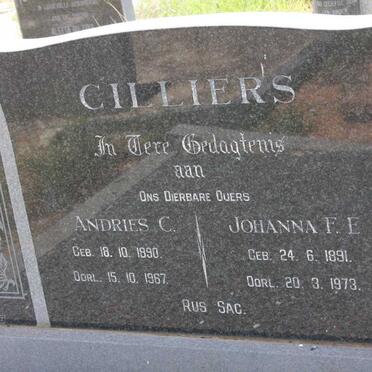 CILLIERS
In Tere Gedagtenis
aan
ONS DIERBARE OUERS
ANDRIES C. JOHANNA F. E
GEB. 18. 10. 1890. GEB. 24. 6. 1891.
OORL. 15. 10. 1967. OORL. 20. 3. 1973.
RUS SAG.